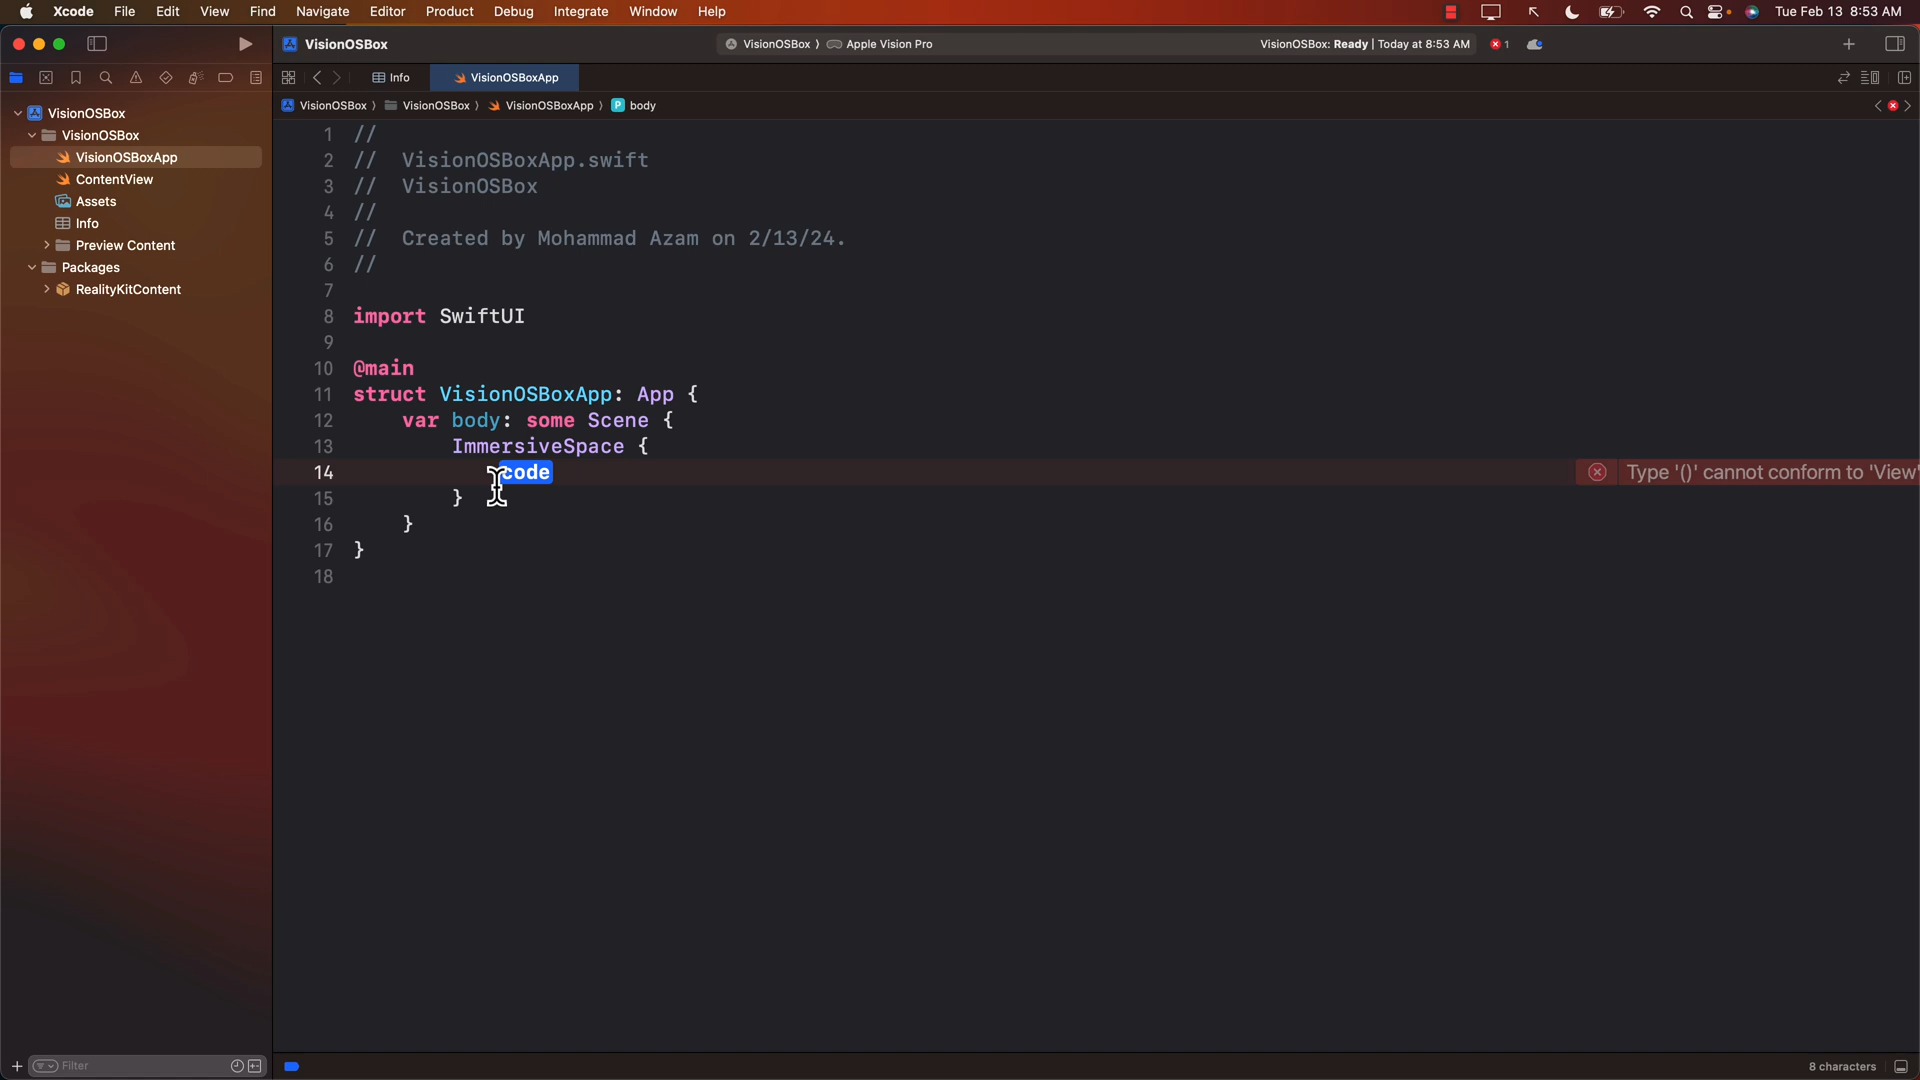 Xcode File Edit View Find Navigate Editor Product Debug Integrate Window Help Tue Feb 13 8:53 AM
VisionOSBox VisionOSBox Apple Vision Pro VisionOSBox: Ready | Today at 8:53 AM 1
Info VisionOSBoxApp
VisionOSBox VisionOSBox VisionOSBoxApp P body
VisionOSBox
VisionOSBox
VisionOSBoxApp
ContentView
Assets
Info
Preview Content
Packages
RealityKitContent
1 //
2 // VisionOSBoxApp.swift
3 // VisionOSBox
4 //
5 // Created by Mohammad Azam on 2/13/24.
6 //
7
8 import SwiftUI
9
10 @main
11 struct VisionOSBoxApp: App {
12 var body: some Scene {
13 ImmersiveSpace {
14 code Type '()' cannot conform to 'View'
15 }
16 }
17 }
18
Filter 8 characters